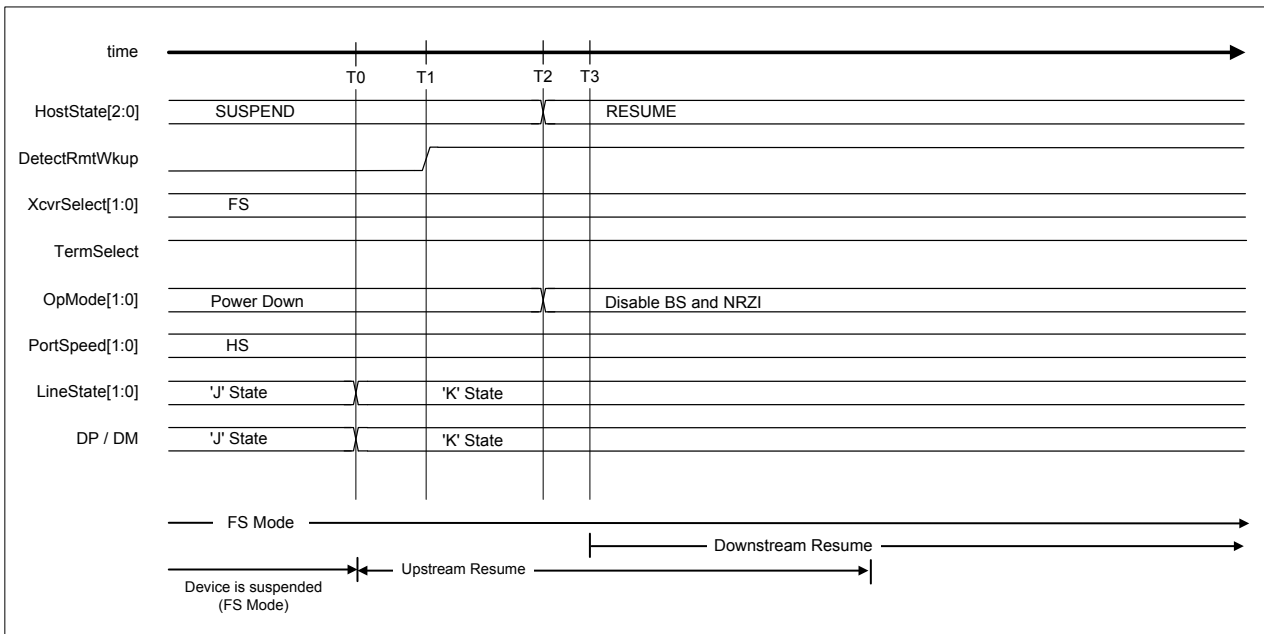 time
T0 T1 T2 T3
HostState[2:0] SUSPEND RESUME
DetectRmtWkup
XcvrSelect[1:0] FS
TermSelect
OpMode[1:0] Power Down Disable BS and NRZI
PortSpeed[1:0] HS
LineState[1:0] 'J' State 'K' State
DP / DM 'J' State 'K' State
FS Mode
Downstream Resume
Upstream Resume
Device is suspended
(FS Mode)